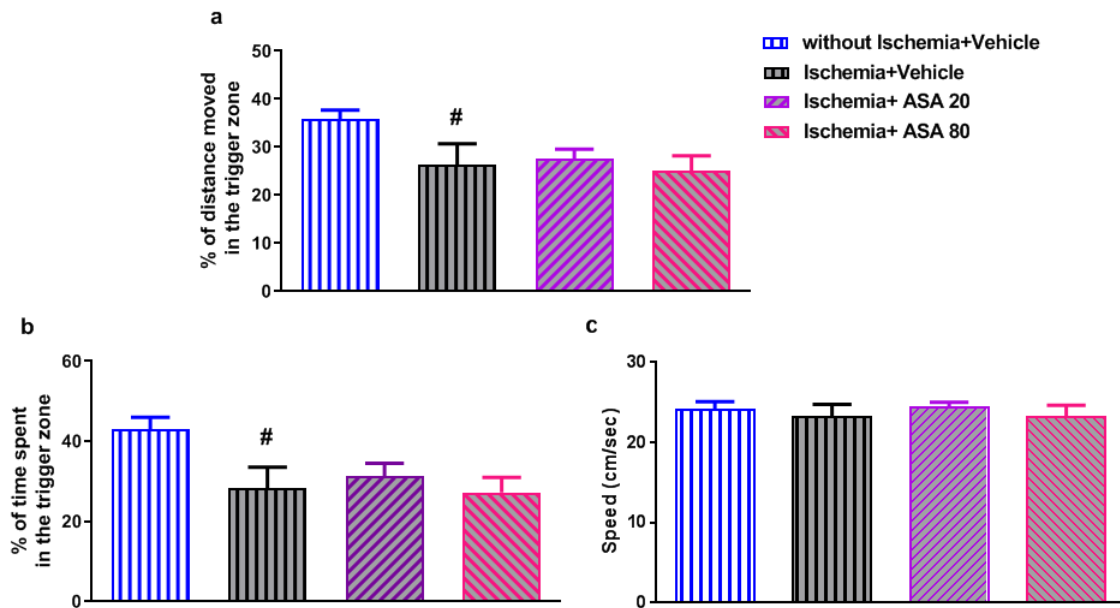 a
% of distance moved
in the trigger zone
50
40
30
20
10
0
#
without Ischemia+Vehicle
Ischemia+Vehicle
Ischemia+ ASA 20
Ischemia+ ASA 80
b
% of time spent
in the trigger zone
60
40
20
0
#
c
Speed (cm/sec)
30
20
10
0